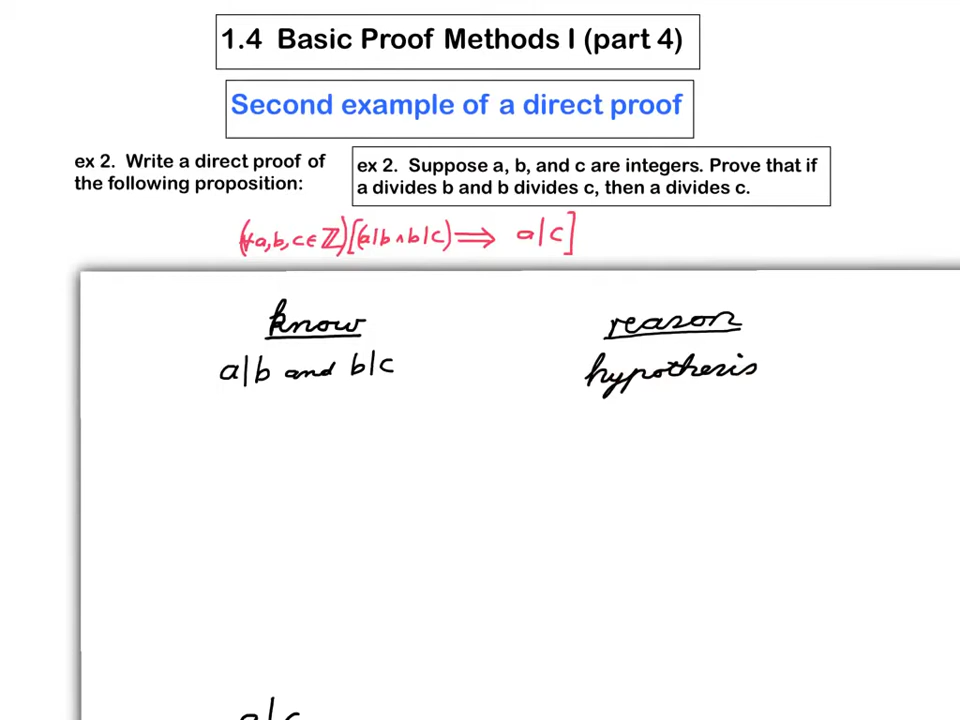 1.4 Basic Proof Methods I (part 4)
Second example of a direct proof
ex 2. Write a direct proof of
the following proposition:
ex 2. Suppose a, b, and c are integers. Prove that if
a divides b and b divides c, then a divides c.
(∀a,b,c∈ℤ)[(a|b ∧ b|c) ⟹ a|c]
know reason
a|b and b|c hypothesis
a|c